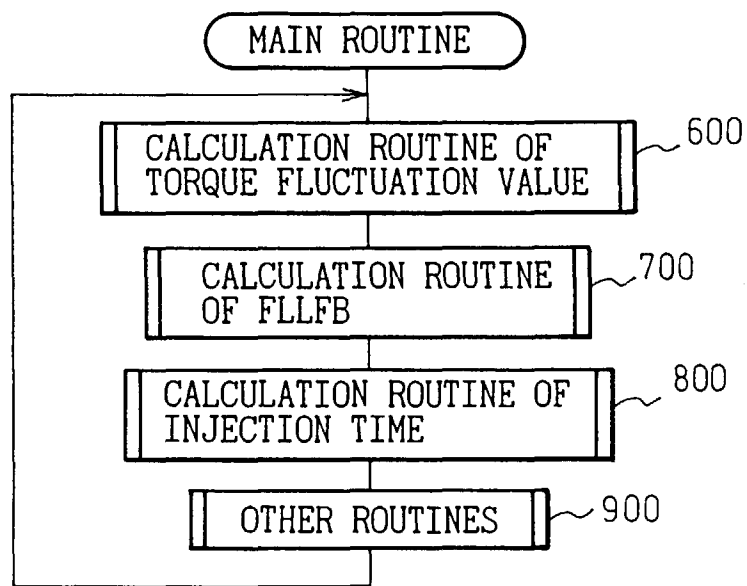 MAIN ROUTINE
CALCULATION ROUTINE OF
TORQUE FLUCTUATION VALUE
600
CALCULATION ROUTINE
OF FLLFB
700
CALCULATION ROUTINE OF
INJECTION TIME
800
OTHER ROUTINES
900